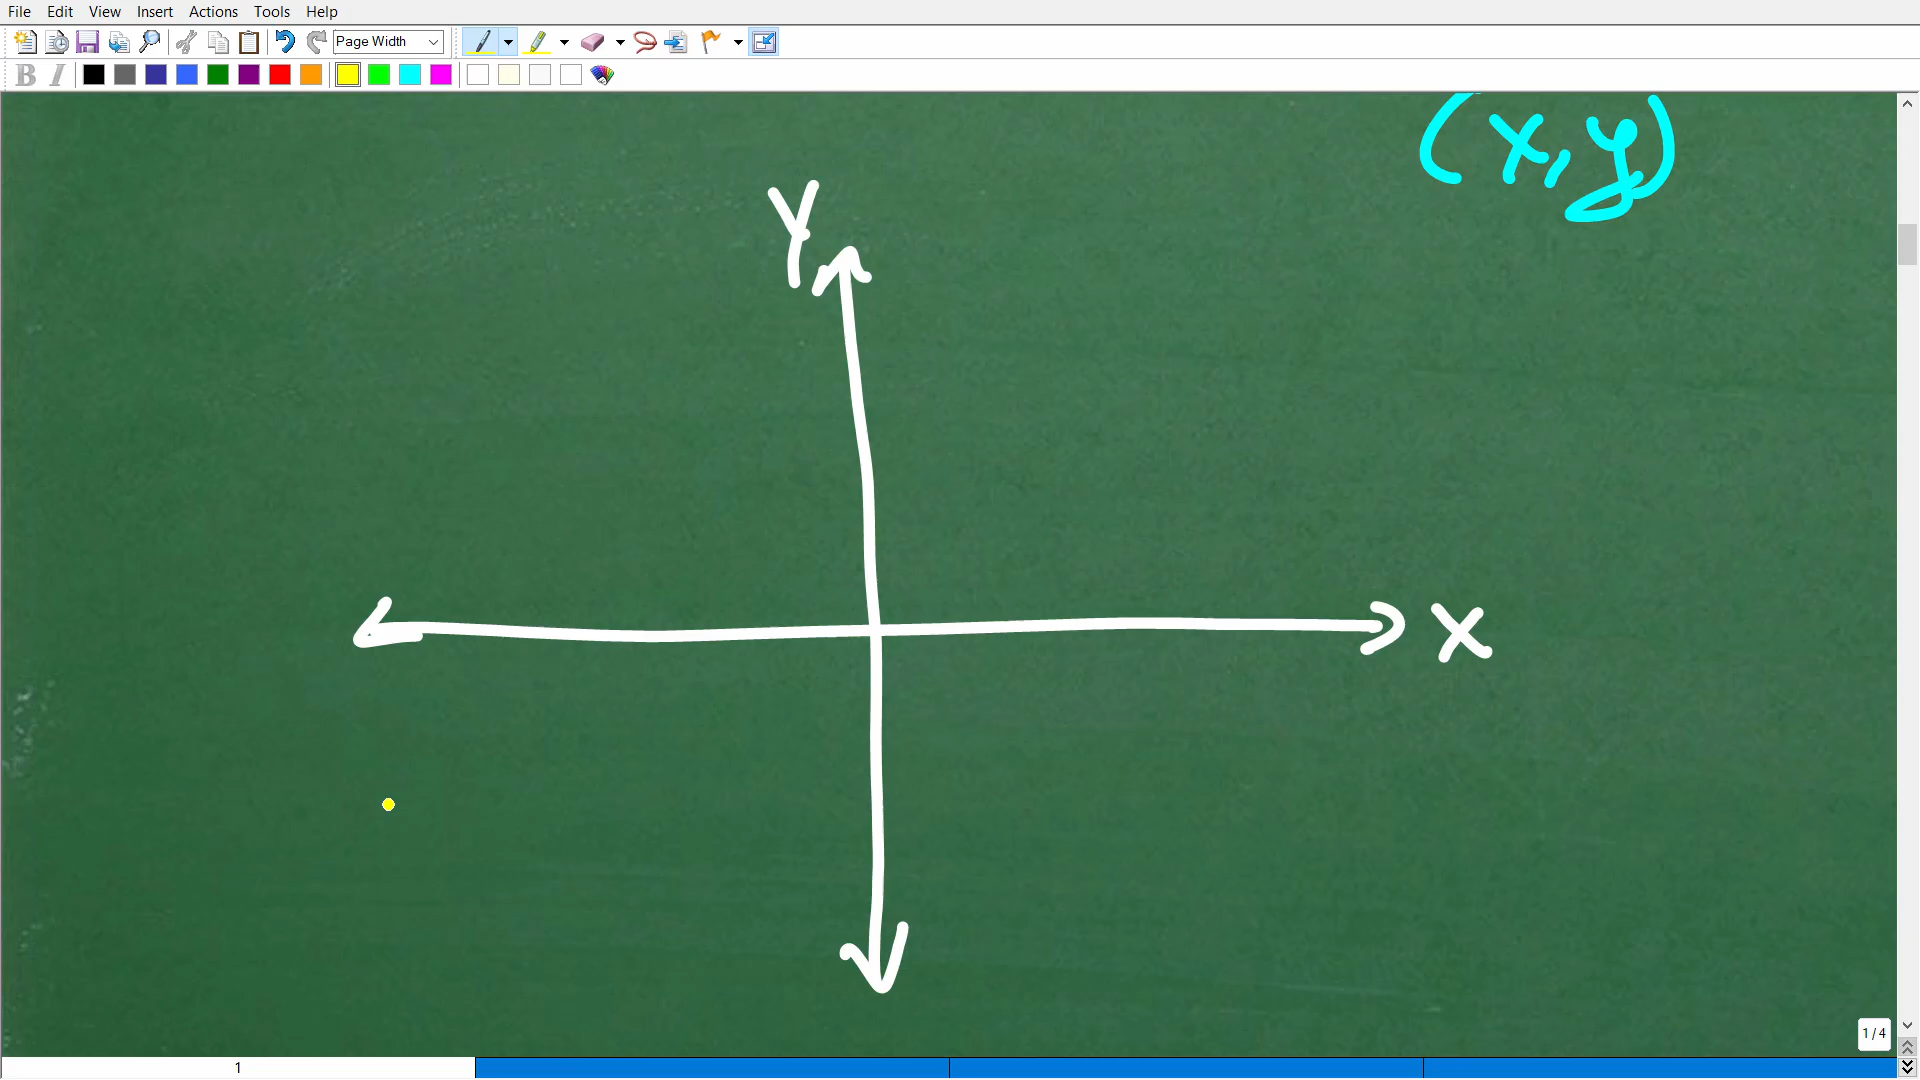 File Edit View Insert Actions Tools Help
Page Width
B I
(x,y)
Y
X
1 / 4
1